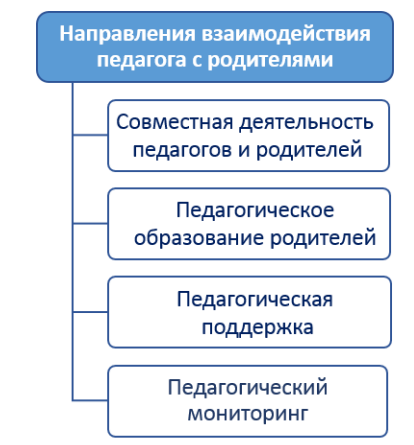 Направления взаимодействия
педагога с родителями
Совместная деятельность
педагогов и родителей
Педагогическое
образование родителей
Педагогическая
поддержка
Педагогический
мониторинг